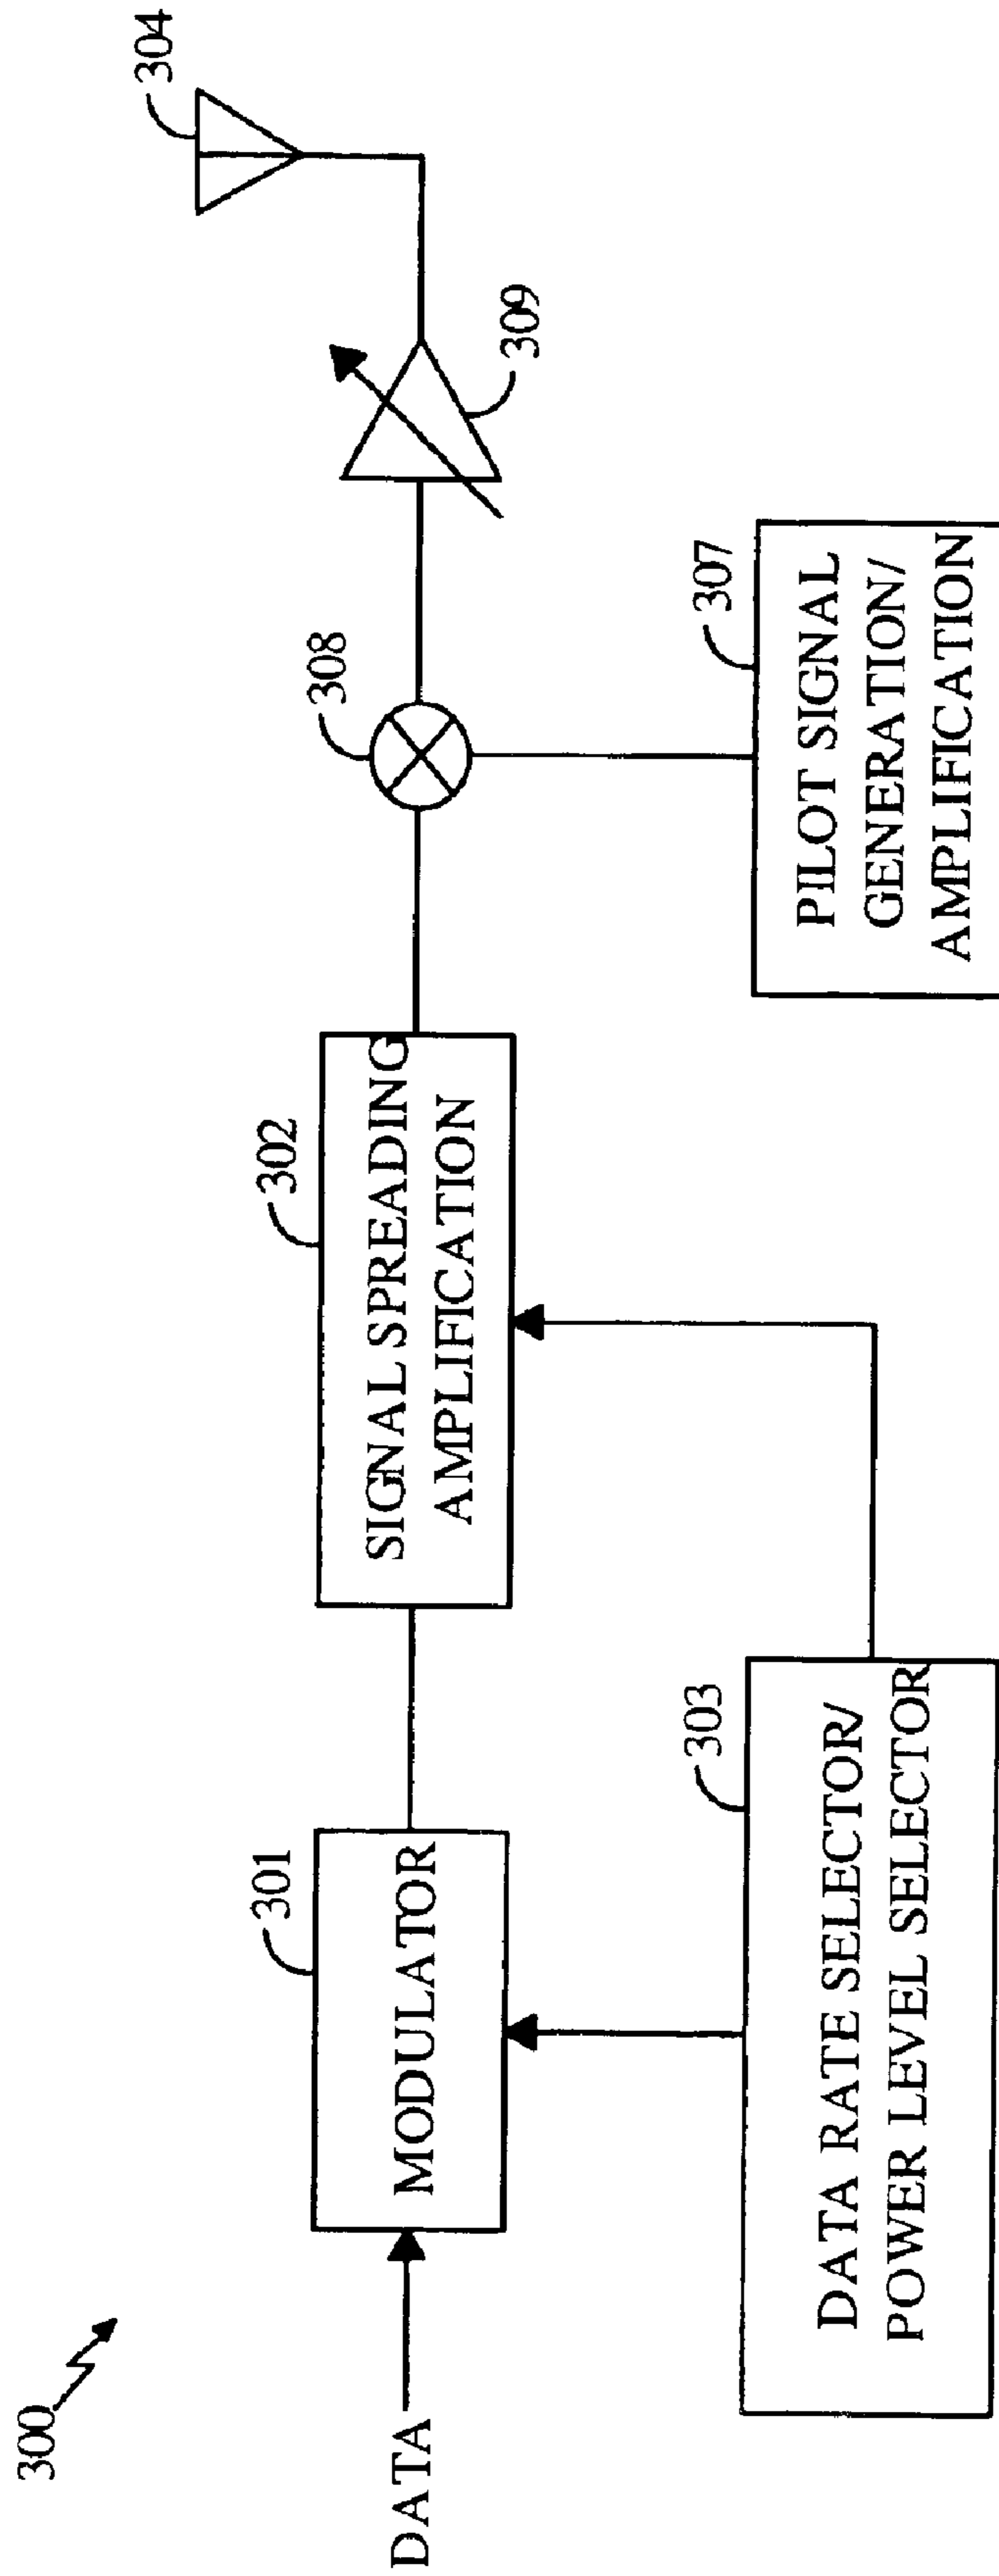 300
DATA
301
MODULATOR
302
SIGNAL SPREADING
AMPLIFICATION
308
309
304
303
DATA RATE SELECTOR/
POWER LEVEL SELECTOR
307
PILOT SIGNAL
GENERATION/
AMPLIFICATION